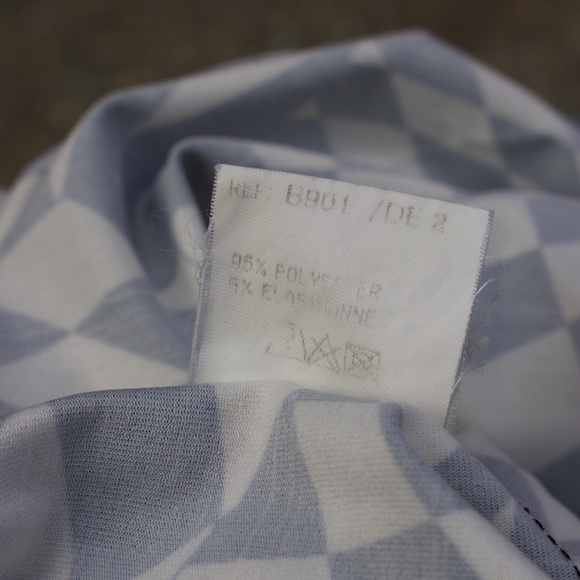 REF: B901 /DE 2
95% POLYESTER
5% ELASTHANNE